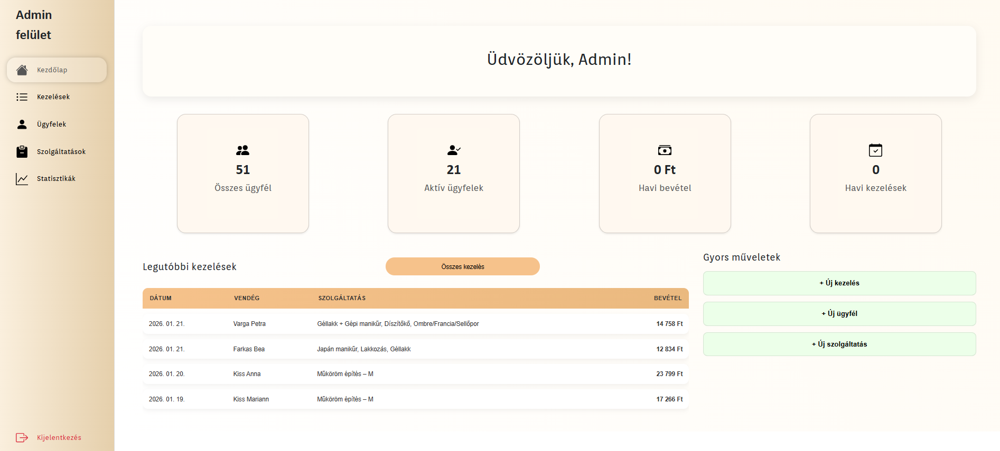 Admin
felület
Kezdőlap
Kezelések
Ügyfelek
Szolgáltatások
Statisztikák
Kijelentkezés
Üdvözöljük, Admin!
51
Összes ügyfél
21
Aktív ügyfelek
0 Ft
Havi bevétel
0
Havi kezelések
Legutóbbi kezelések
Összes kezelés
DÁTUM VENDÉG SZOLGÁLTATÁS BEVÉTEL
2026. 01. 21. Varga Petra Géllakk + Gépi manikűr, Díszítőkő, Ombre/Francia/Sellőpor 14 758 Ft
2026. 01. 21. Farkas Bea Japán manikűr, Lakkozás, Géllakk 12 834 Ft
2026. 01. 20. Kiss Anna Műköröm építés – M 23 799 Ft
2026. 01. 19. Kiss Mariann Műköröm építés – M 17 266 Ft
Gyors műveletek
+ Új kezelés
+ Új ügyfél
+ Új szolgáltatás